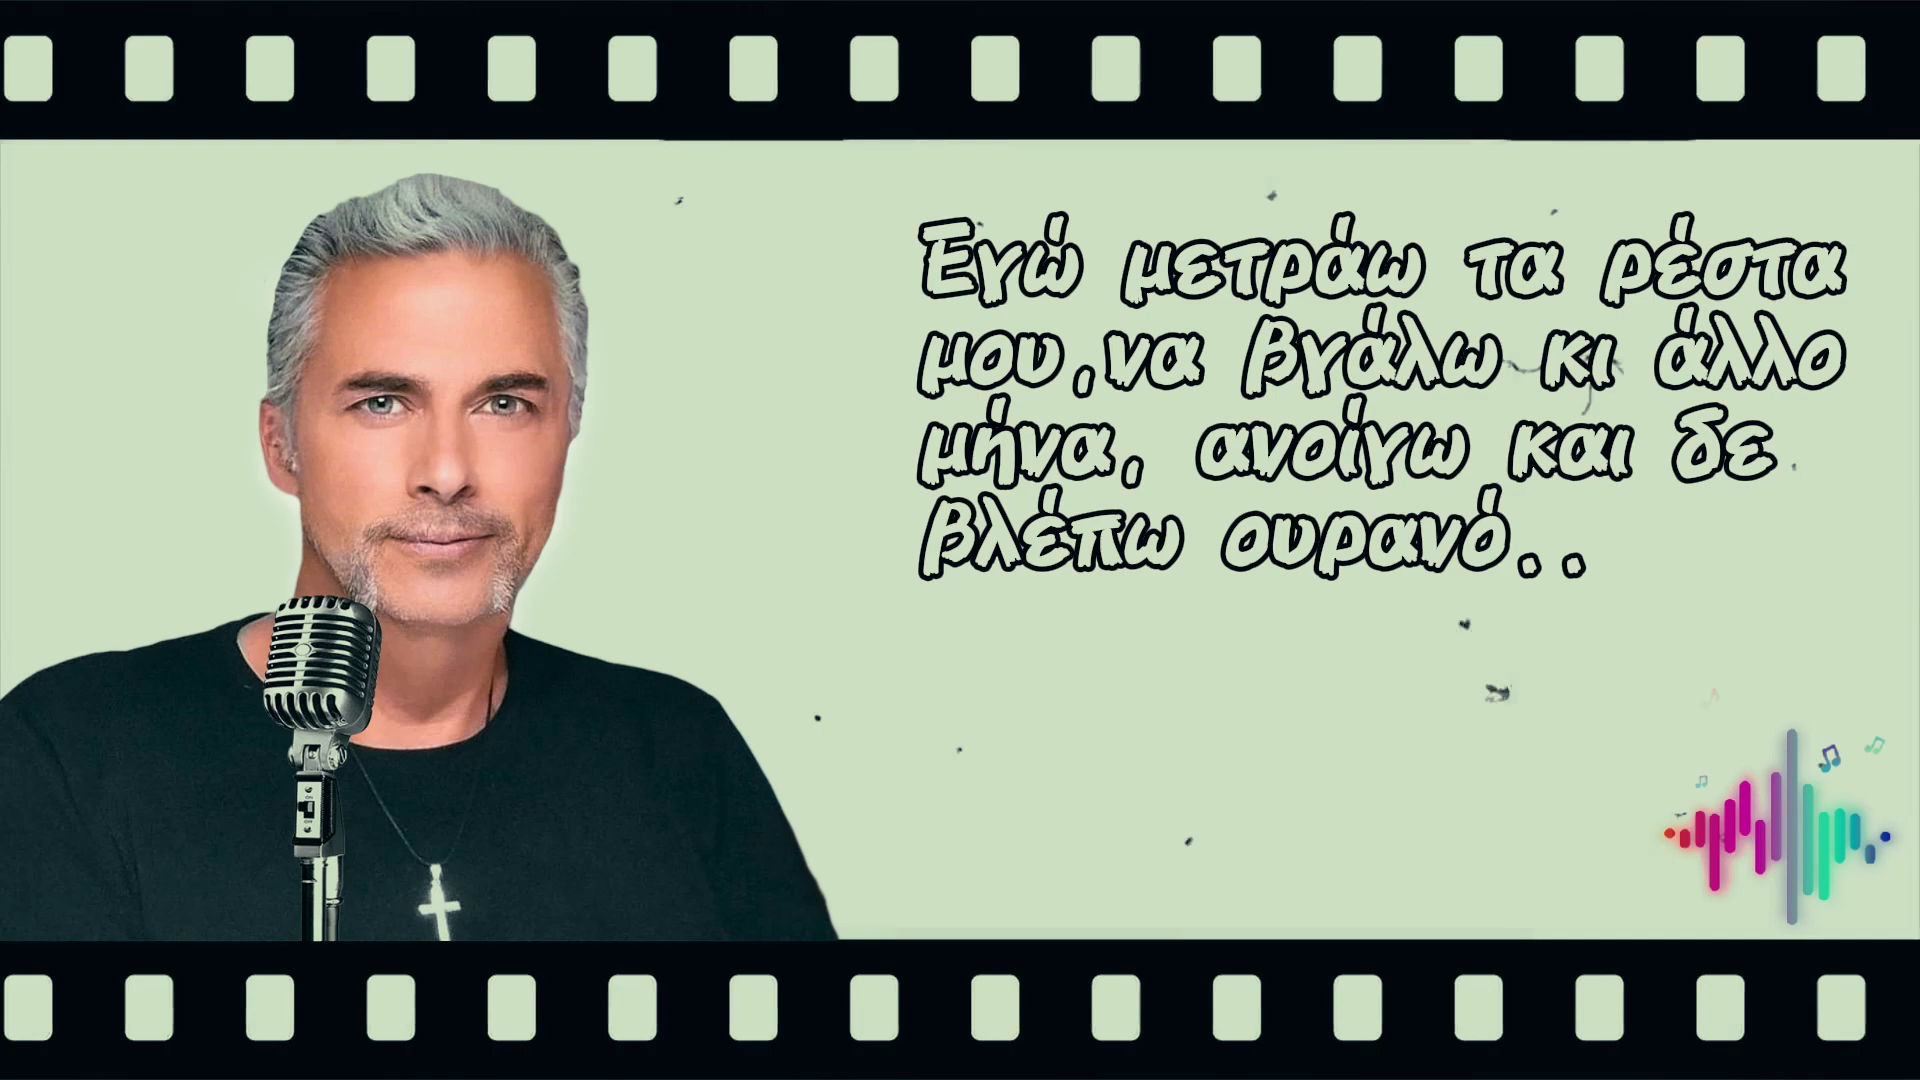 Εγώ μετράω τα ρέστα
μου,να βγάλω κι άλλο
μήνα, ανοίγω και δε
βλέπω ουρανό..